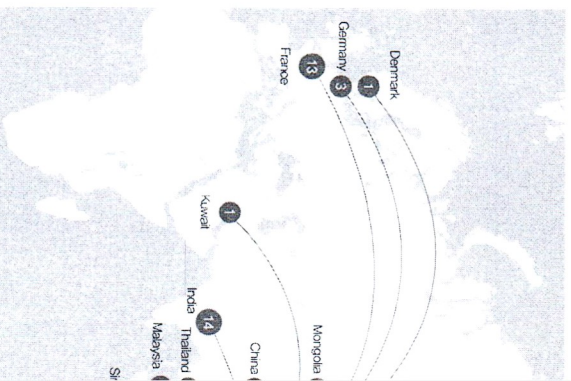 Denmark
1
Germany
3
France
13
Kuwait
1
India
14
Mongolia
China
Thailand
Malaysia